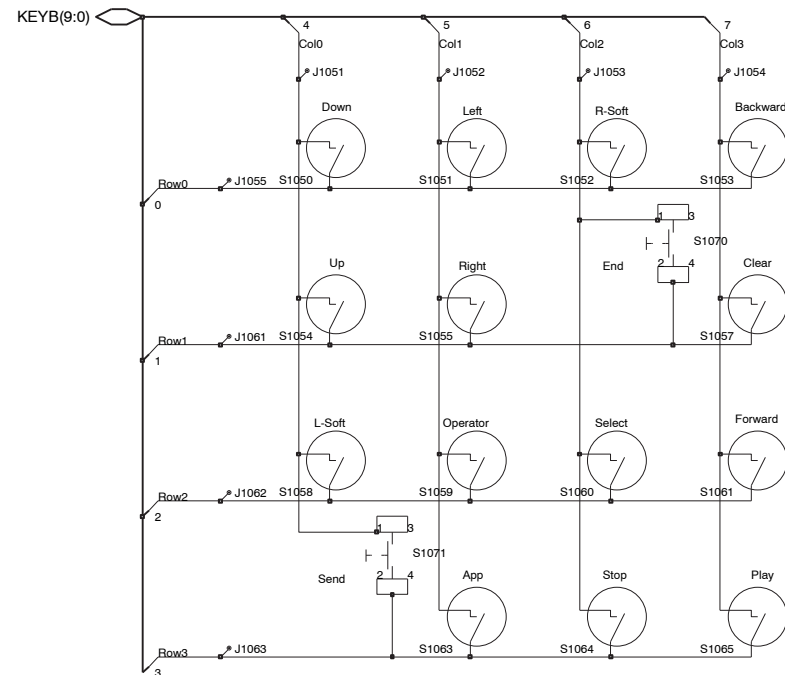 KEYB(9:0)
4 5 6 7
Col0 Col1 Col2 Col3
J1051 J1052 J1053 J1054
Down Left R-Soft Backward
Row0 J1055 S1050 S1051 S1052 S1053
0
1 3
S1070
Up Right End 2 4 Clear
Row1 J1061 S1054 S1055 S1057
1
L-Soft Operator Select Forward
Row2 J1062 S1058 S1059 S1060 S1061
2
1 3
S1071
Send 2 4 App Stop Play
Row3 J1063 S1063 S1064 S1065
3